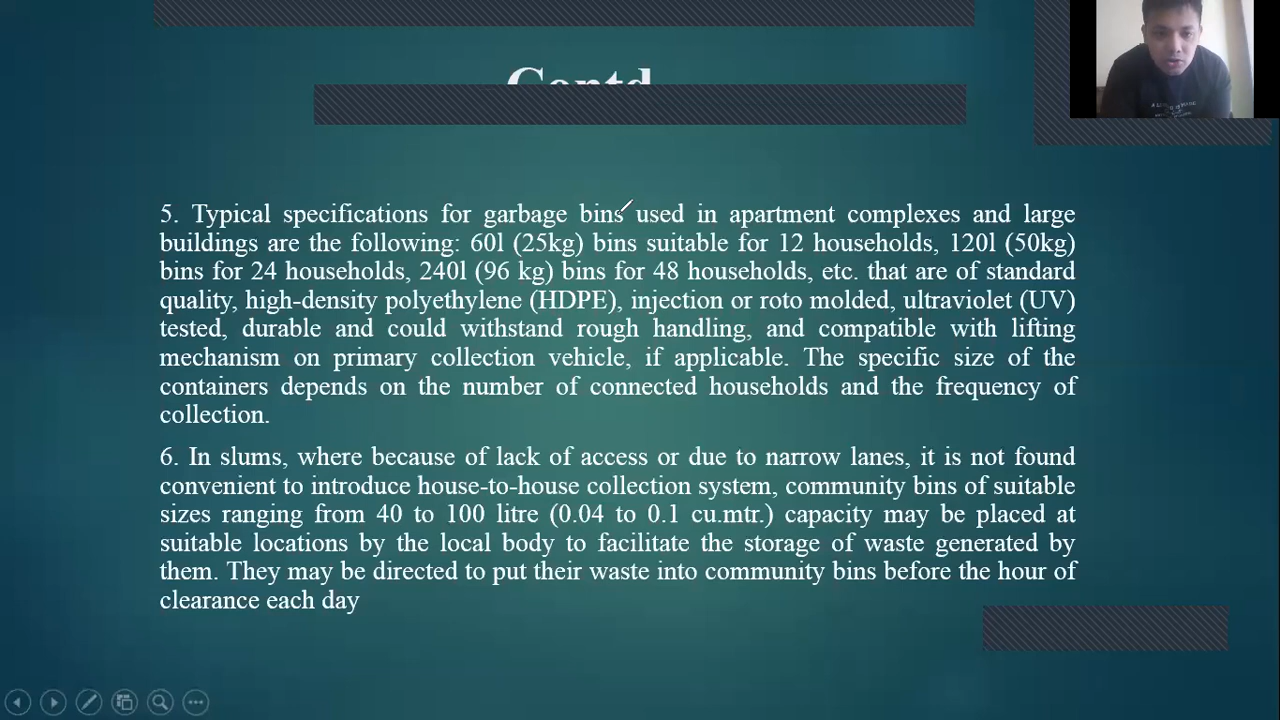 Contd
5. Typical specifications for garbage bins used in apartment complexes and large
buildings are the following: 60l (25kg) bins suitable for 12 households, 120l (50kg)
bins for 24 households, 240l (96 kg) bins for 48 households, etc. that are of standard
quality, high-density polyethylene (HDPE), injection or roto molded, ultraviolet (UV)
tested, durable and could withstand rough handling, and compatible with lifting
mechanism on primary collection vehicle, if applicable. The specific size of the
containers depends on the number of connected households and the frequency of
collection.
6. In slums, where because of lack of access or due to narrow lanes, it is not found
convenient to introduce house-to-house collection system, community bins of suitable
sizes ranging from 40 to 100 litre (0.04 to 0.1 cu.mtr.) capacity may be placed at
suitable locations by the local body to facilitate the storage of waste generated by
them. They may be directed to put their waste into community bins before the hour of
clearance each day